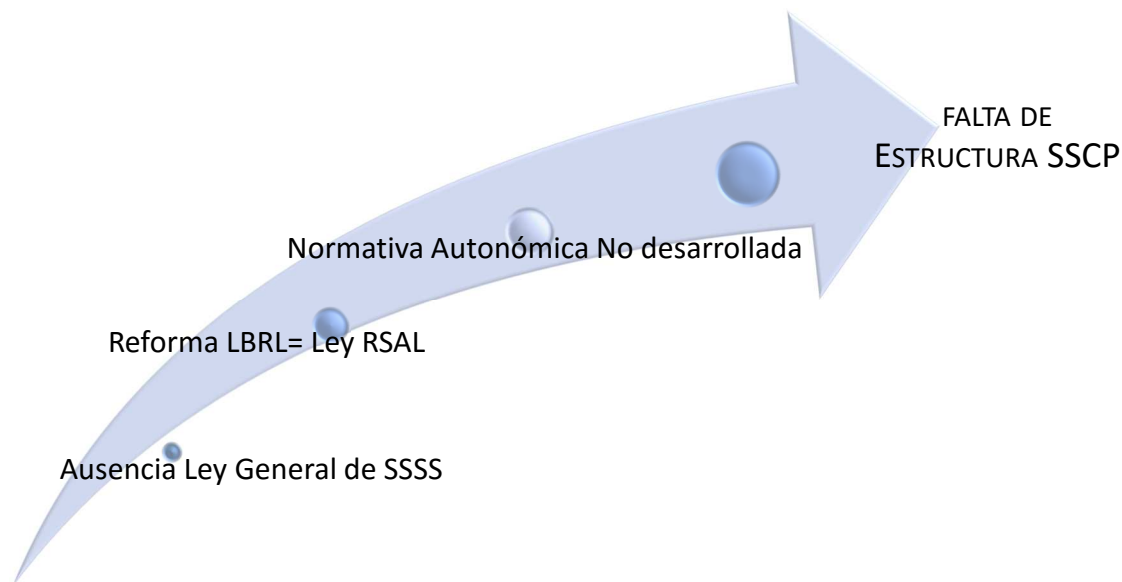 FALTA DE
ESTRUCTURA SSCP
Normativa Autonómica No desarrollada
Reforma LBRL= Ley RSAL
Ausencia Ley General de SSSS